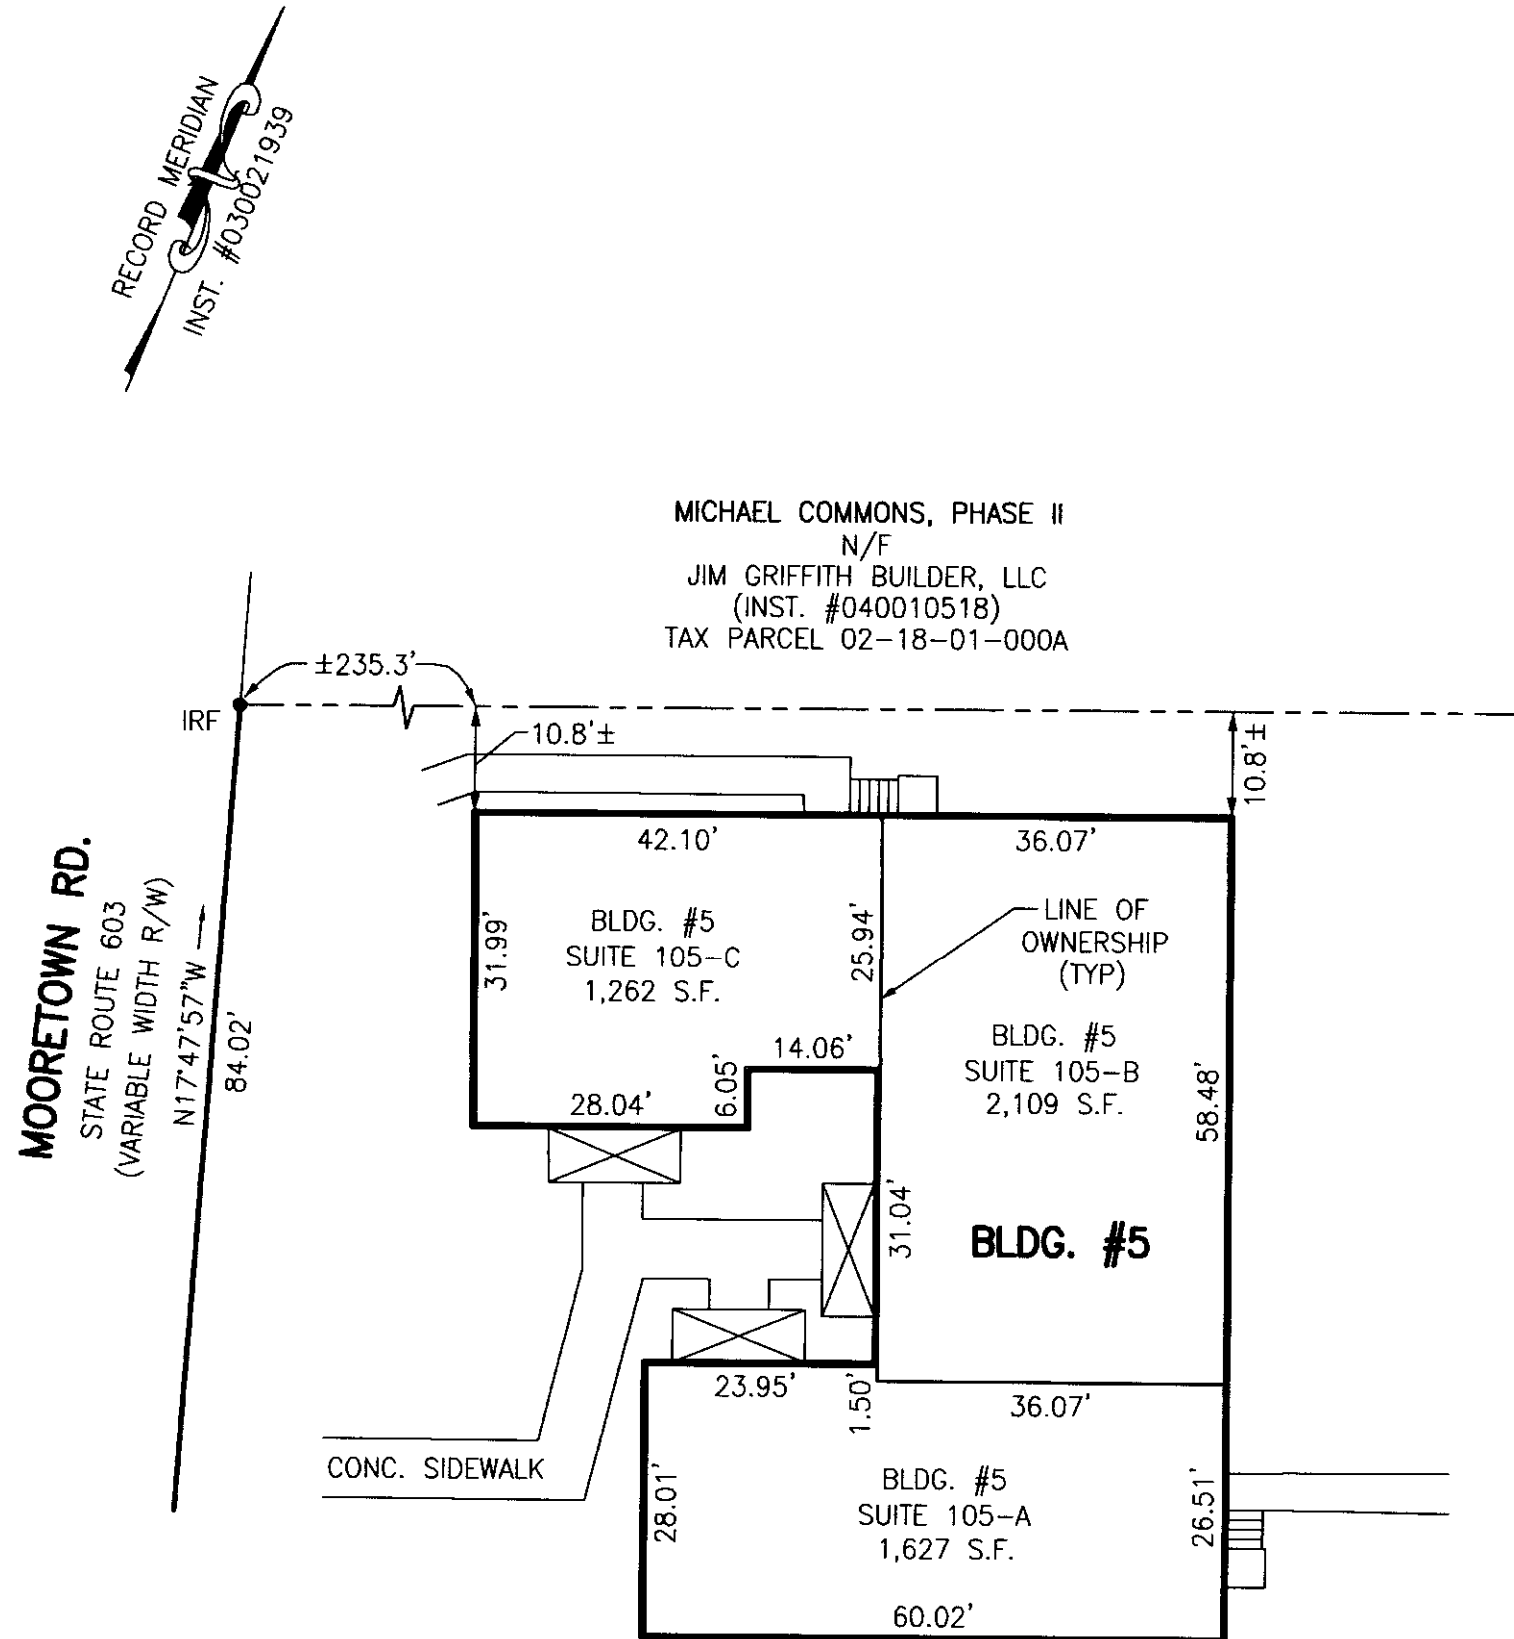 RECORD MERIDIAN
INST. #030021939
MICHAEL COMMONS, PHASE II
N/F
JIM GRIFFITH BUILDER, LLC
(INST. #040010518)
TAX PARCEL 02-18-01-000A
±235.3'
IRF
10.8'±
10.8'±
MOORETOWN RD.
STATE ROUTE 603
(VARIABLE WIDTH R/W)
N17°47'57"W
84.02'
42.10'
36.07'
31.99'
BLDG. #5
SUITE 105-C
1,262 S.F.
25.94'
LINE OF
OWNERSHIP
(TYP)
14.06'
6.05'
28.04'
BLDG. #5
SUITE 105-B
2,109 S.F.
58.48'
31.04'
BLDG. #5
23.95'
1.50'
36.07'
CONC. SIDEWALK
28.01'
BLDG. #5
SUITE 105-A
1,627 S.F.
26.51'
60.02'